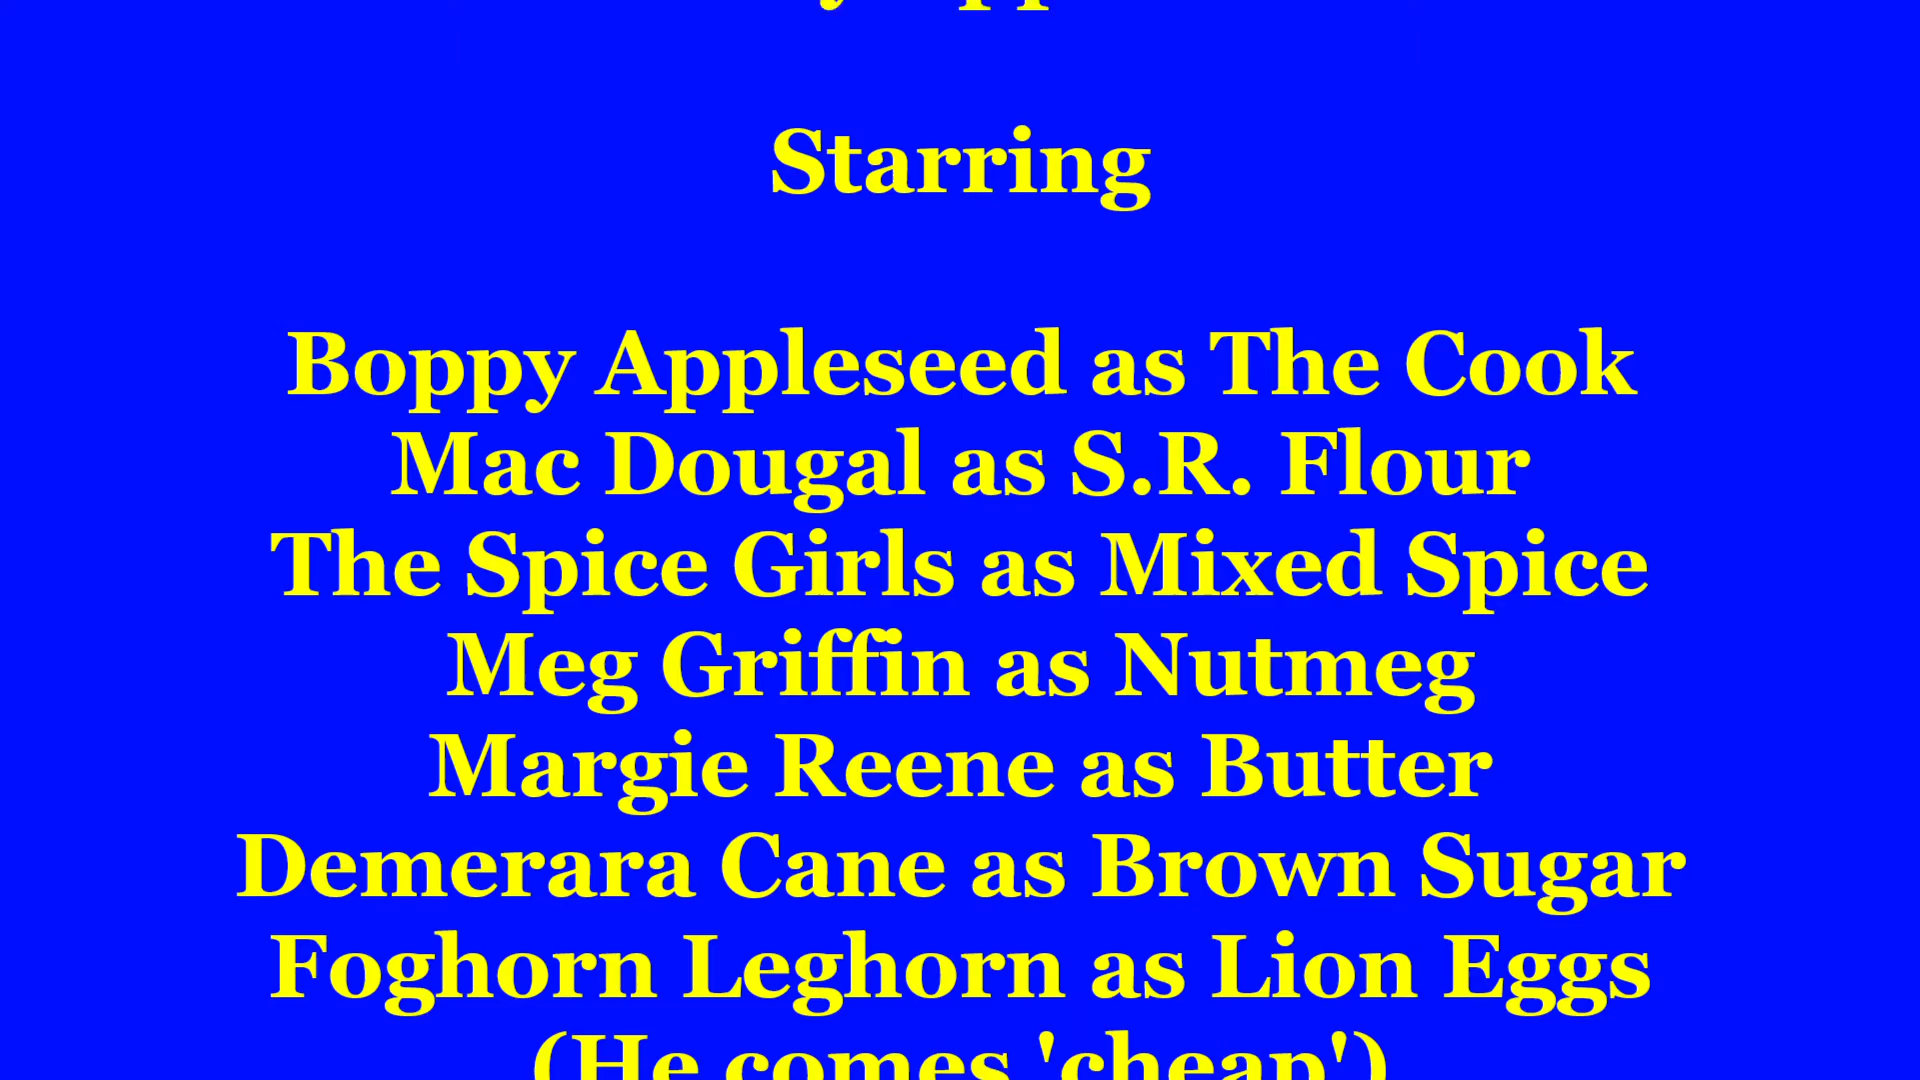 Starring
Boppy Appleseed as The Cook
Mac Dougal as S.R. Flour
The Spice Girls as Mixed Spice
Meg Griffin as Nutmeg
Margie Reene as Butter
Demerara Cane as Brown Sugar
Foghorn Leghorn as Lion Eggs
(He comes 'cheap')